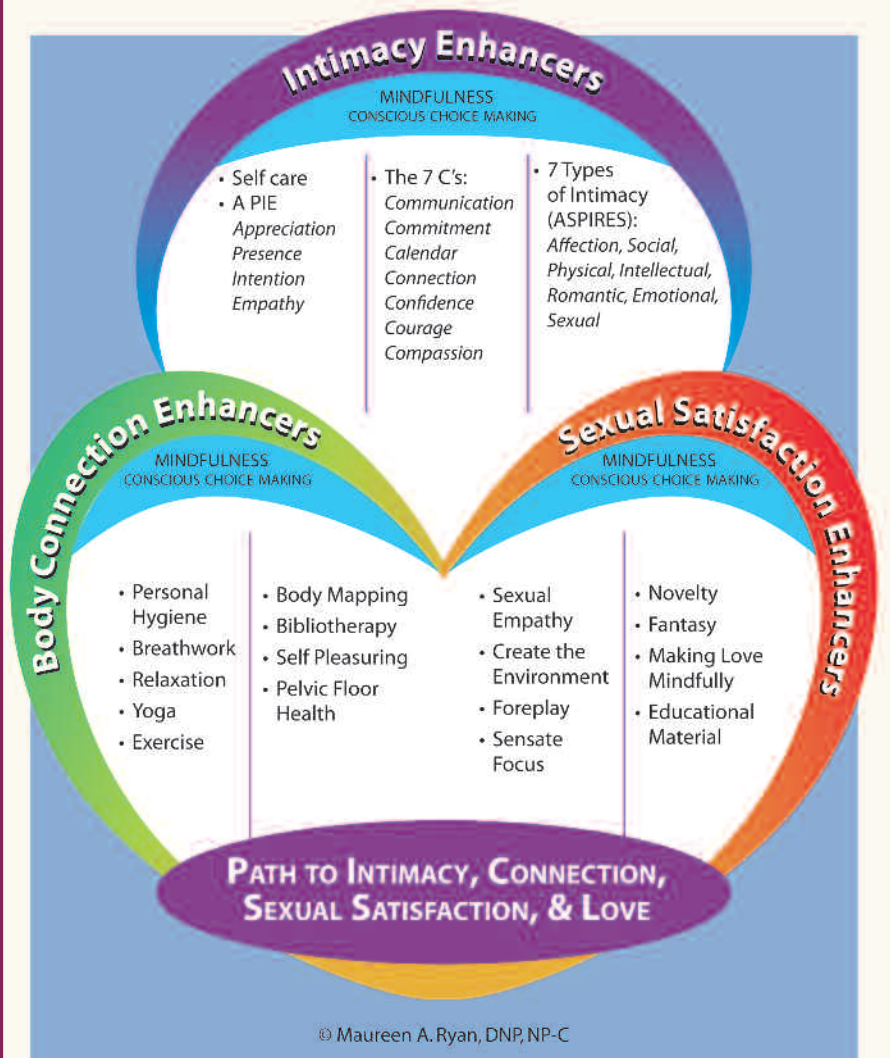 Intimacy Enhancers
MINDFULNESS
CONSCIOUS CHOICE MAKING
• Self care
• A PIE
Appreciation
Presence
Intention
Empathy
• The 7 C's:
Communication
Commitment
Calendar
Connection
Confidence
Courage
Compassion
• 7 Types
of Intimacy
(ASPIRES):
Affection, Social,
Physical, Intellectual,
Romantic, Emotional,
Sexual
Body Connection Enhancers
MINDFULNESS
CONSCIOUS CHOICE MAKING
• Personal
Hygiene
• Breathwork
• Relaxation
• Yoga
• Exercise
• Body Mapping
• Bibliotherapy
• Self Pleasuring
• Pelvic Floor
Health
Sexual Satisfaction Enhancers
MINDFULNESS
CONSCIOUS CHOICE MAKING
• Sexual
Empathy
• Create the
Environment
• Foreplay
• Sensate
Focus
• Novelty
• Fantasy
• Making Love
Mindfully
• Educational
Material
PATH TO INTIMACY, CONNECTION,
SEXUAL SATISFACTION, & LOVE
© Maureen A. Ryan, DNP, NP-C